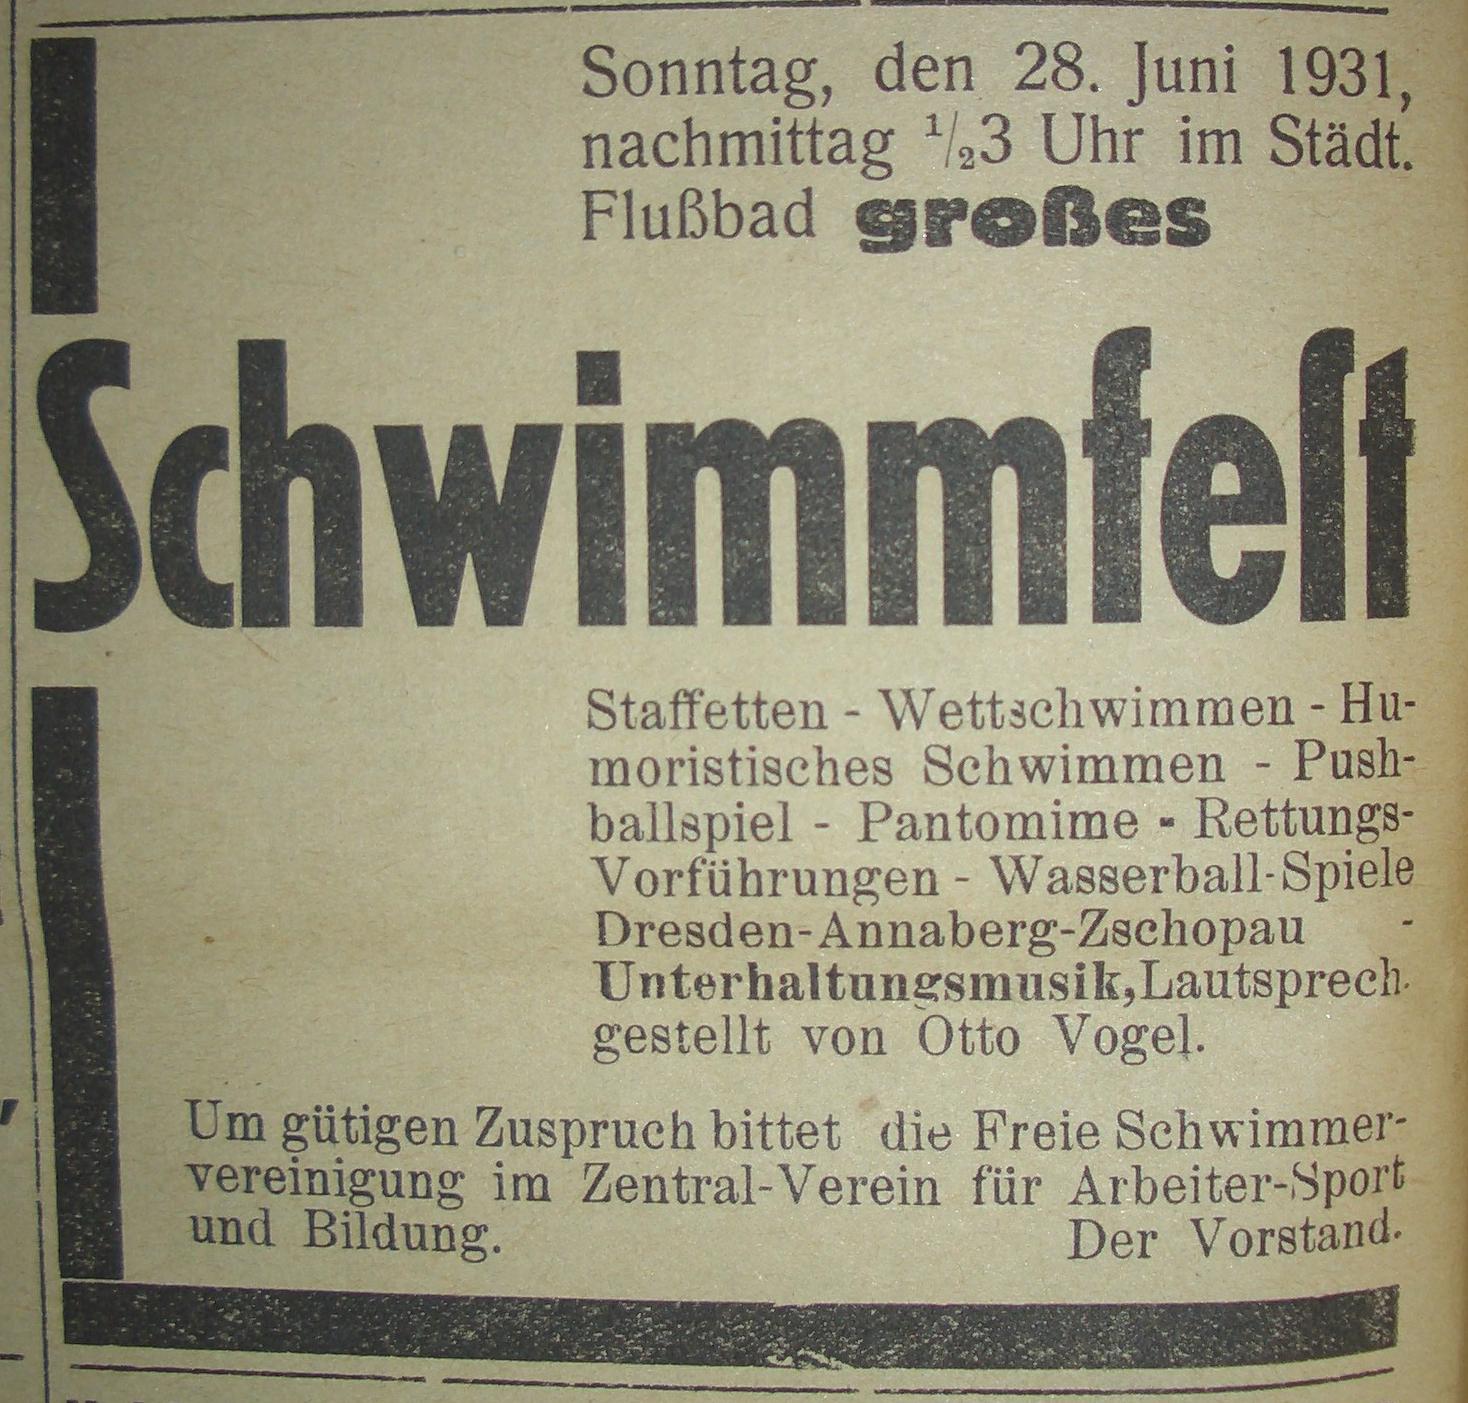 Sonntag, den 28. Juni 1931,
nachmittag ½3 Uhr im Städt.
Flußbad großes
Schwimmfeſt
Staffetten - Wettschwimmen - Hu-
moristisches Schwimmen - Push-
ballspiel - Pantomime - Rettungs-
Vorführungen - Wasserball-Spiele
Dresden-Annaberg-Zschopau -
Unterhaltungsmusik, Lautsprech.
gestellt von Otto Vogel.
Um gütigen Zuspruch bittet die Freie Schwimmer-
vereinigung im Zentral-Verein für Arbeiter-Sport
und Bildung. Der Vorstand.